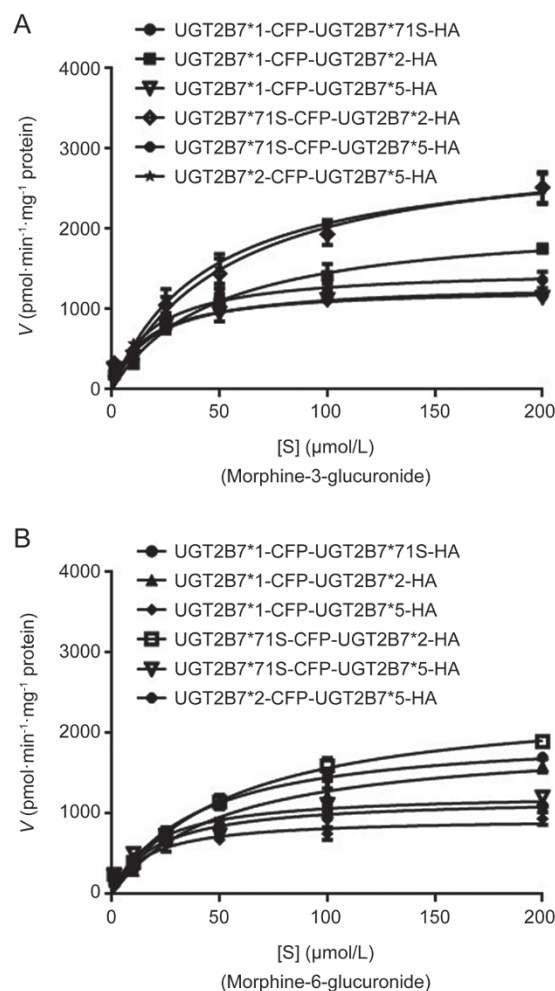 A
UGT2B7*1-CFP-UGT2B7*71S-HA
UGT2B7*1-CFP-UGT2B7*2-HA
UGT2B7*1-CFP-UGT2B7*5-HA
UGT2B7*71S-CFP-UGT2B7*2-HA
UGT2B7*71S-CFP-UGT2B7*5-HA
UGT2B7*2-CFP-UGT2B7*5-HA
V (pmol·min⁻¹·mg⁻¹ protein)
4000
3000
2000
1000
0
0 50 100 150 200
[S] (μmol/L)
(Morphine-3-glucuronide)
B
UGT2B7*1-CFP-UGT2B7*71S-HA
UGT2B7*1-CFP-UGT2B7*2-HA
UGT2B7*1-CFP-UGT2B7*5-HA
UGT2B7*71S-CFP-UGT2B7*2-HA
UGT2B7*71S-CFP-UGT2B7*5-HA
UGT2B7*2-CFP-UGT2B7*5-HA
V (pmol·min⁻¹·mg⁻¹ protein)
4000
3000
2000
1000
0
0 50 100 150 200
[S] (μmol/L)
(Morphine-6-glucuronide)